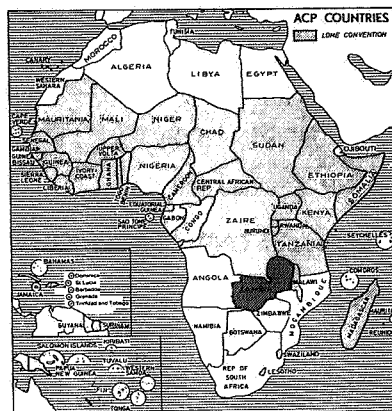 ACP COUNTRIES
LOME CONVENTION
TUNISIA
MOROCCO
CANARY
ALGERIA
LIBYA
EGYPT
WESTERN
SAHARA
CAPE
VERDE
MAURITANIA
MALI
NIGER
CHAD
SUDAN
DJIBOUTI
GUINEA
BISSAU
GUINEA
UPPER
VOLTA
SIERRA
LEONE
LIBERIA
IVORY
COAST
GHANA
NIGERIA
CAMEROON
CENTRAL AFRICAN
REP
ETHIOPIA
SOMALIA
EQUATORIAL
SAO TOME
PRINCIPE
GABON
CONGO
ZAIRE
UGANDA
KENYA
RWANDA
BURUNDI
TANZANIA
SEYCHELLES
BAHAMAS
JAMAICA
Dominica
St Lucia
Barbados
Grenada
Trinidad and Tobago
GUYANA
SURINAM
ANGOLA
MALAWI
COMOROS
MOZAMBIQUE
MADAGASCAR
ZIMBABWE
NAMIBIA
BOTSWANA
SWAZILAND
LESOTHO
REP OF
SOUTH
AFRICA
SOLOMON ISLANDS
KIRIBATI
TUVALU
PAPUA
NEW GUINEA
WESTERN
FIJI
TONGA